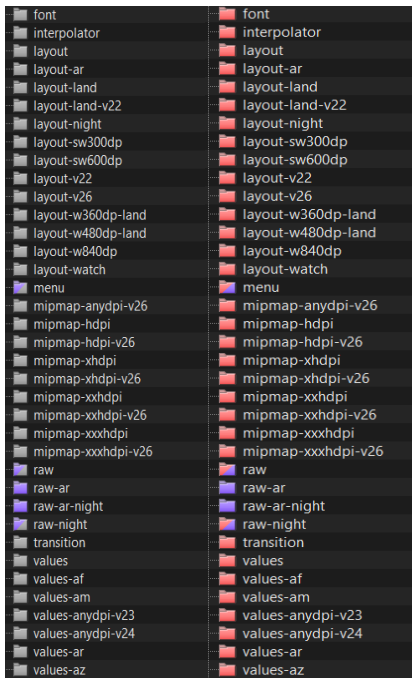 font font
interpolator interpolator
layout layout
layout-ar layout-ar
layout-land layout-land
layout-land-v22 layout-land-v22
layout-night layout-night
layout-sw300dp layout-sw300dp
layout-sw600dp layout-sw600dp
layout-v22 layout-v22
layout-v26 layout-v26
layout-w360dp-land layout-w360dp-land
layout-w480dp-land layout-w480dp-land
layout-w840dp layout-w840dp
layout-watch layout-watch
menu menu
mipmap-anydpi-v26 mipmap-anydpi-v26
mipmap-hdpi mipmap-hdpi
mipmap-hdpi-v26 mipmap-hdpi-v26
mipmap-xhdpi mipmap-xhdpi
mipmap-xhdpi-v26 mipmap-xhdpi-v26
mipmap-xxhdpi mipmap-xxhdpi
mipmap-xxhdpi-v26 mipmap-xxhdpi-v26
mipmap-xxxhdpi mipmap-xxxhdpi
mipmap-xxxhdpi-v26 mipmap-xxxhdpi-v26
raw raw
raw-ar raw-ar
raw-ar-night raw-ar-night
raw-night raw-night
transition transition
values values
values-af values-af
values-am values-am
values-anydpi-v23 values-anydpi-v23
values-anydpi-v24 values-anydpi-v24
values-ar values-ar
values-az values-az